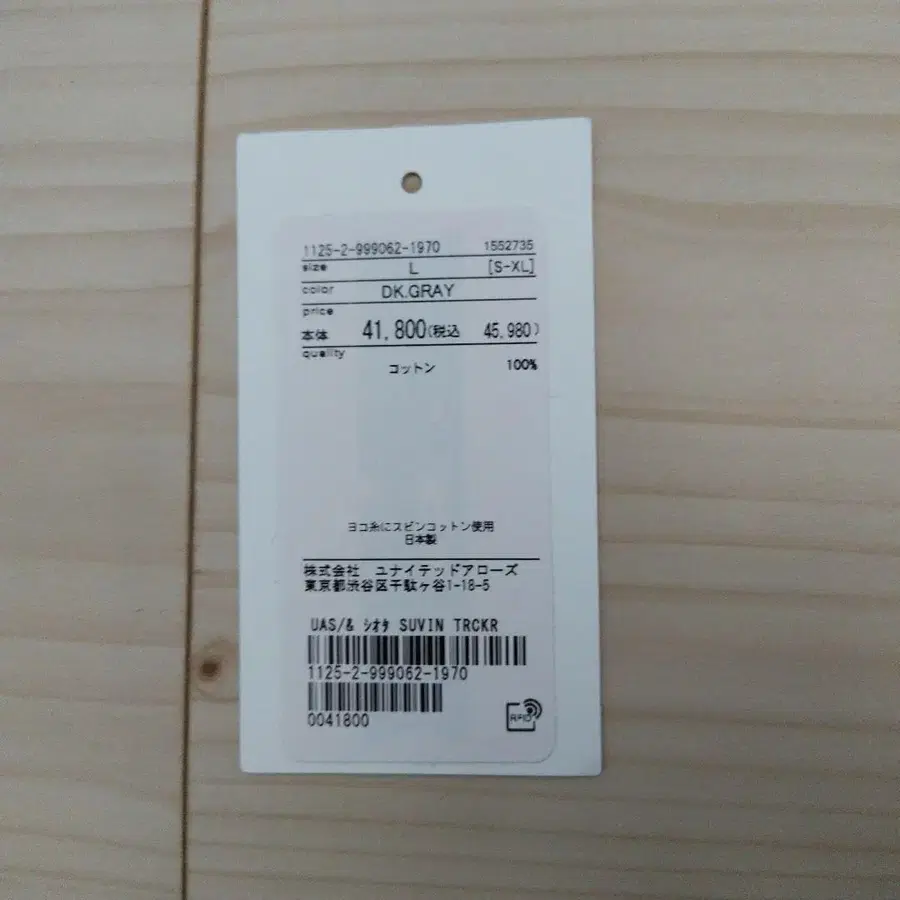 1125-2-999062-1970 1552735
size L [S-XL]
color DK.GRAY
price
本体 41,800(税込 45,980)
quality
コットン 100%
ヨコ糸にスビンコットン使用
日本製
株式会社 ユナイテッドアローズ
東京都渋谷区千駄ヶ谷1-18-5
UAS/& ｼｵﾀ SUVIN TRCKR
1125-2-999062-1970
0041800
RFID